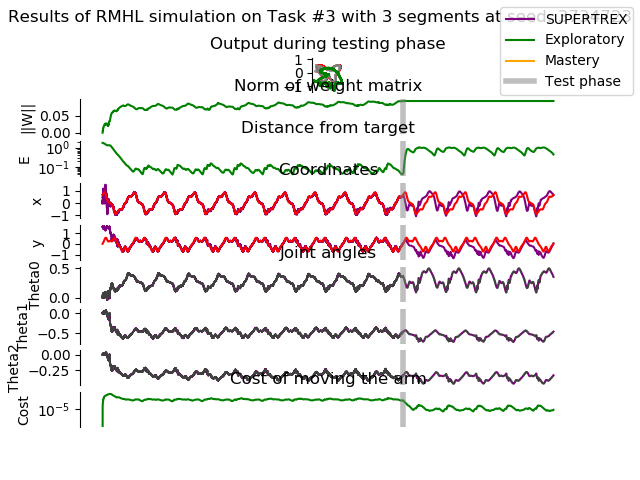 Results of RMHL simulation on Task #3 with 3 segments at
SUPERTREX
Exploratory
Mastery
Test phase
Output during testing phase
1
0
−1
Norm of weight matrix
||W||
0.05
0.00
Distance from target
E
10⁰
10⁻¹
Coordinates
x
1
0
−1
y
1
0
−1
Joint angles
Theta0
0.5
0.0
Theta1
0.0
−0.5
Theta2
0.00
−0.25
Cost of moving the arm
Cost
10⁻⁵